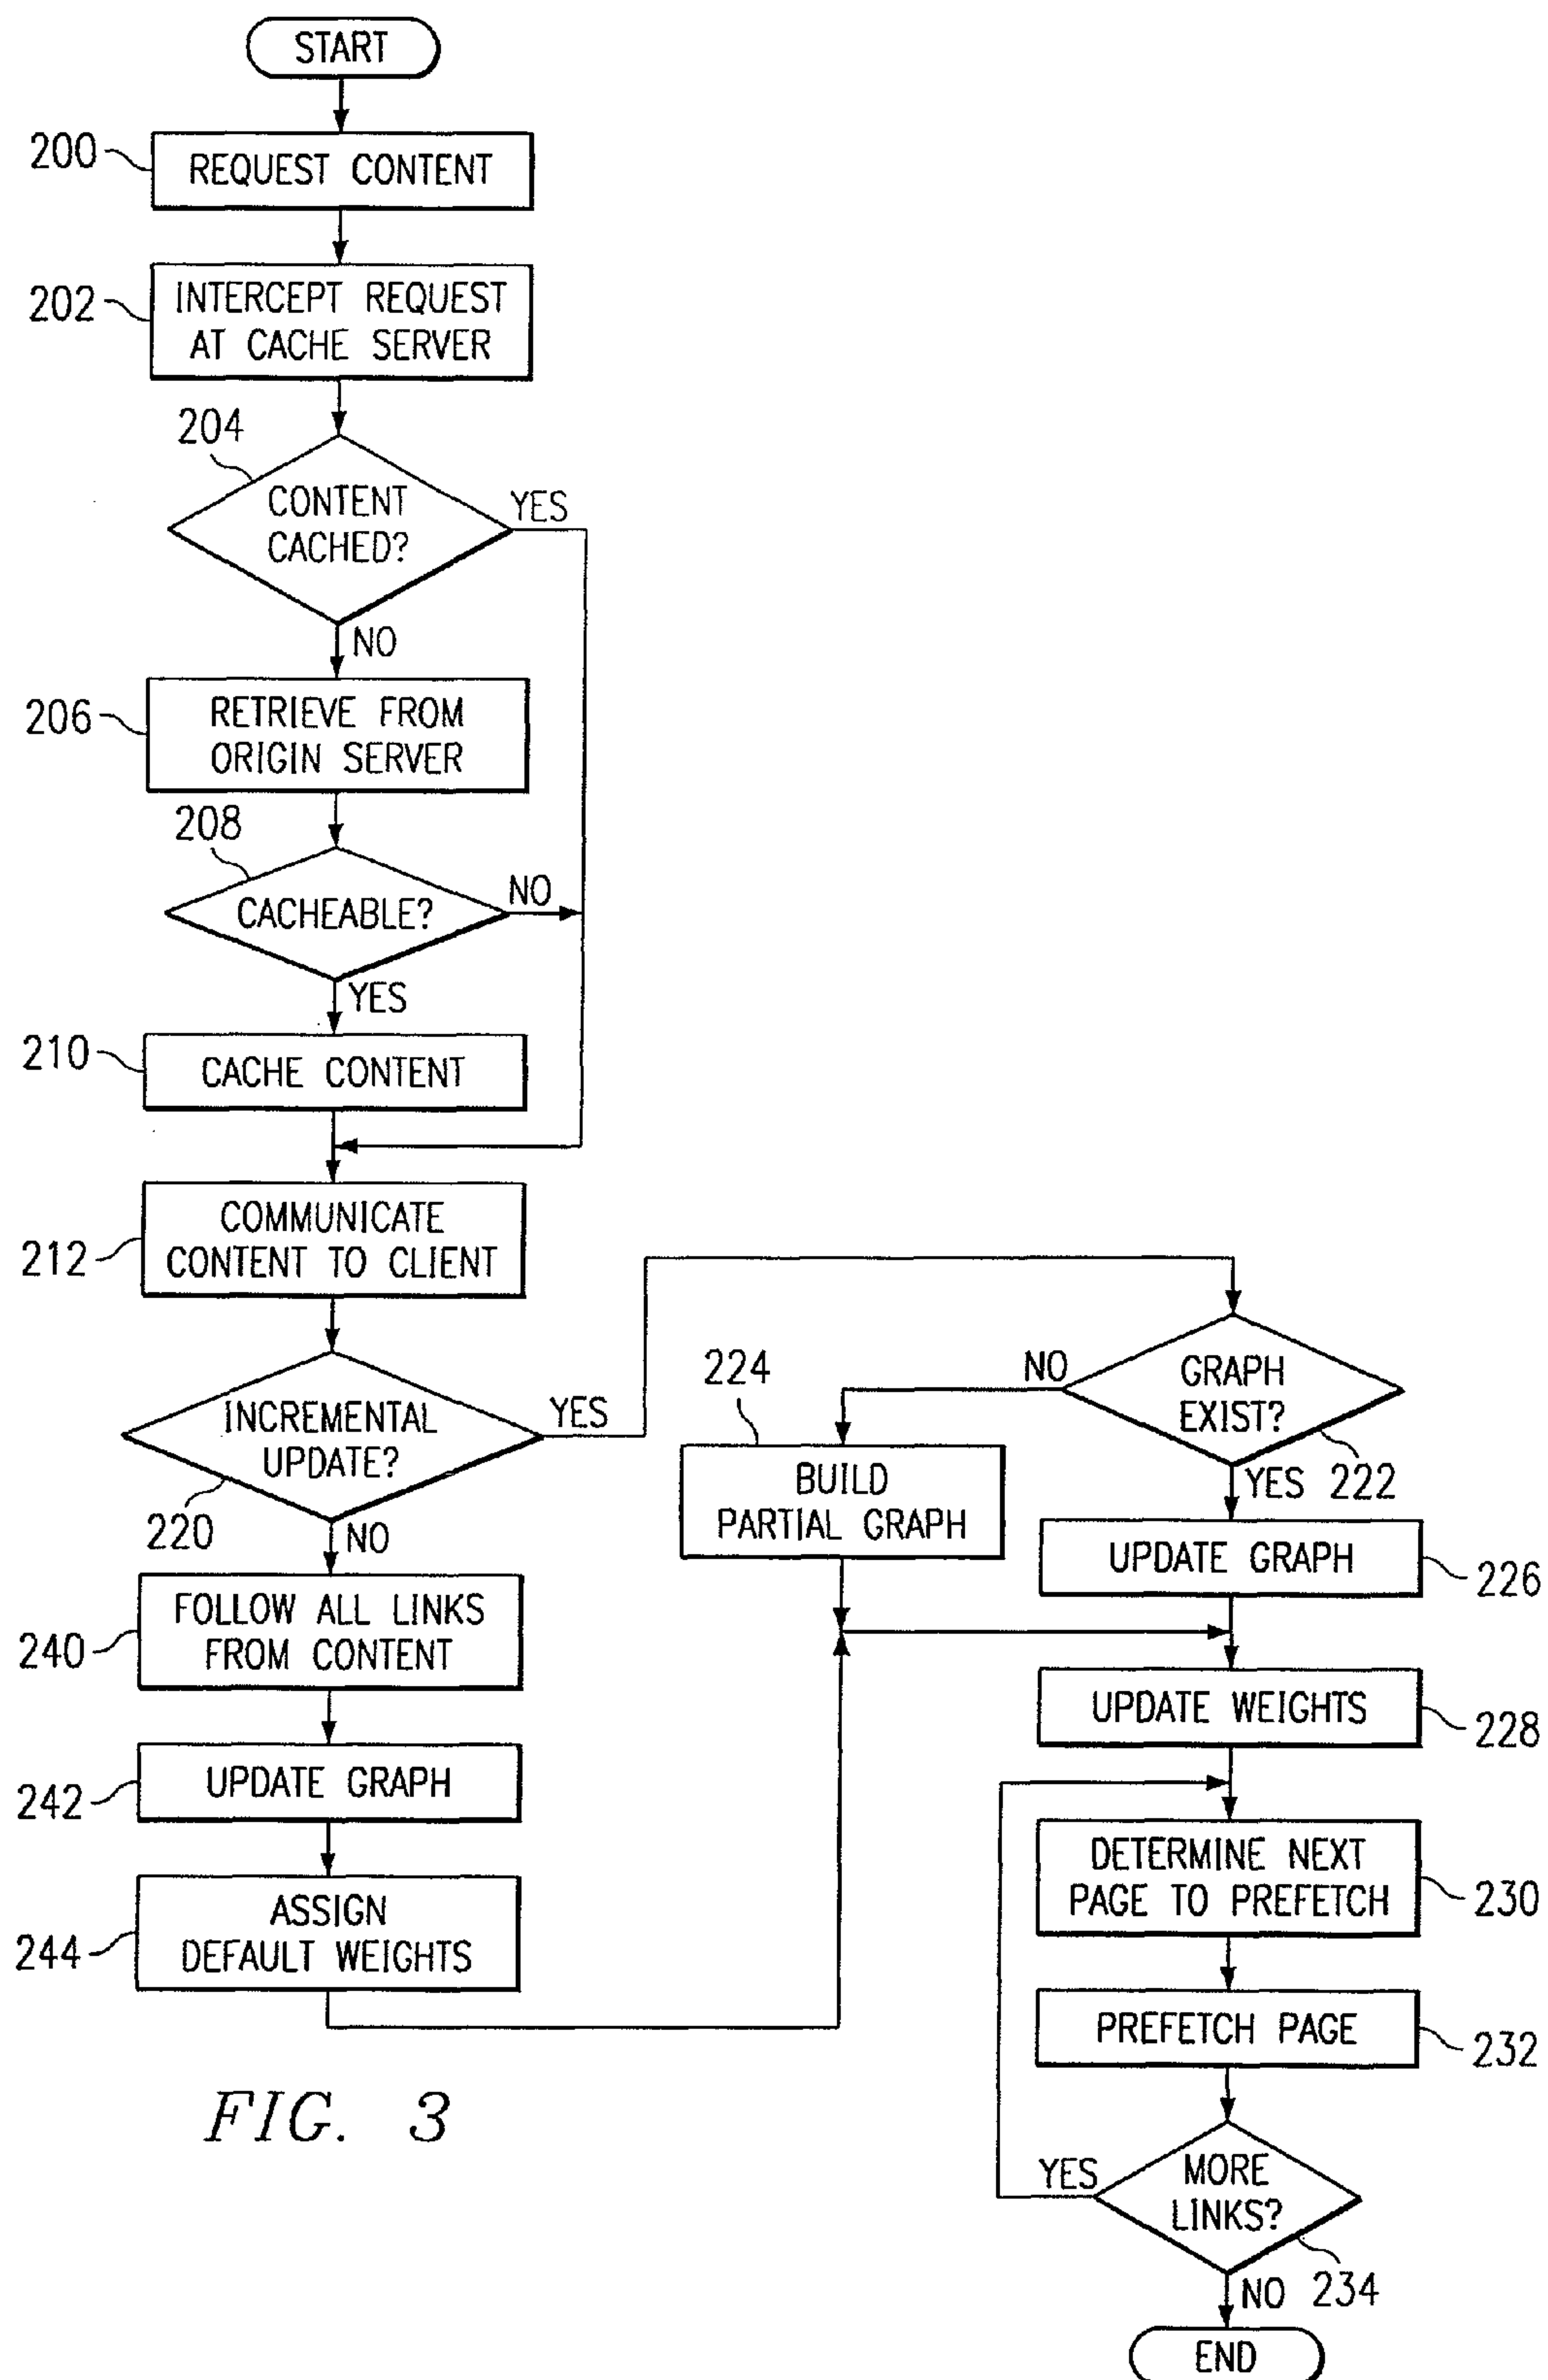 START
200
REQUEST CONTENT
202
INTERCEPT REQUEST
AT CACHE SERVER
204
CONTENT
CACHED?
YES
NO
206
RETRIEVE FROM
ORIGIN SERVER
208
CACHEABLE?
NO
YES
210
CACHE CONTENT
212
COMMUNICATE
CONTENT TO CLIENT
INCREMENTAL
UPDATE?
YES
220
NO
240
FOLLOW ALL LINKS
FROM CONTENT
242
UPDATE GRAPH
244
ASSIGN
DEFAULT WEIGHTS
GRAPH
EXIST?
NO
224
BUILD
PARTIAL GRAPH
YES
222
UPDATE GRAPH
226
UPDATE WEIGHTS
228
DETERMINE NEXT
PAGE TO PREFETCH
230
PREFETCH PAGE
232
MORE
LINKS?
YES
234
NO
END
FIG. 3